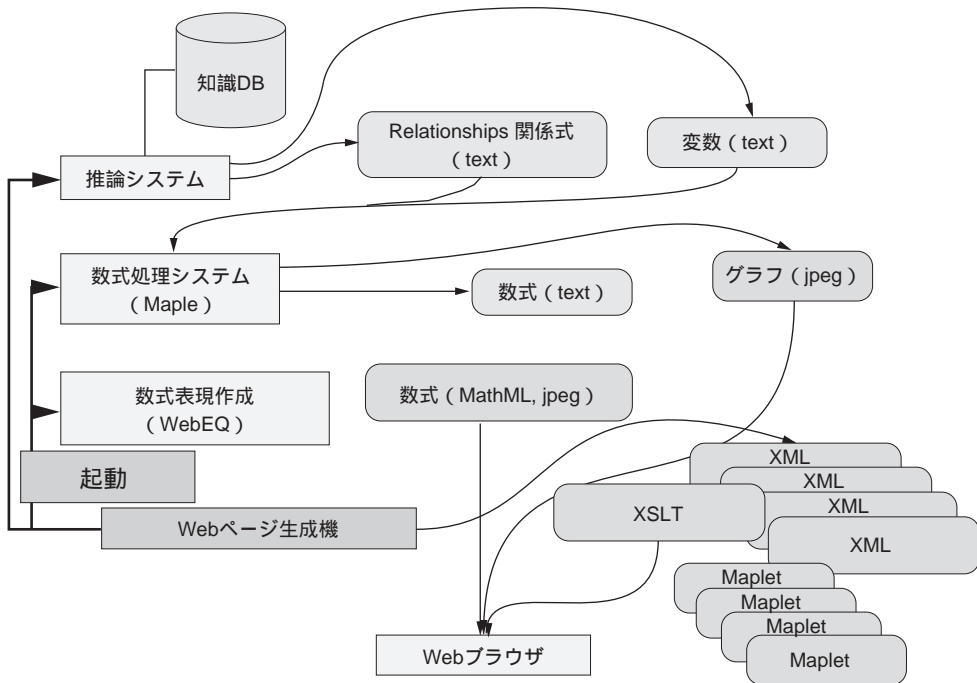 知識DB
Relationships 関係式
（text）
変数（text）
推論システム
数式処理システム
（Maple）
数式（text）
グラフ（jpeg）
数式表現作成
（WebEQ）
数式（MathML, jpeg）
起動
Webページ生成機
XML
XML
XML
XML
XSLT
Maplet
Maplet
Maplet
Maplet
Webブラウザ